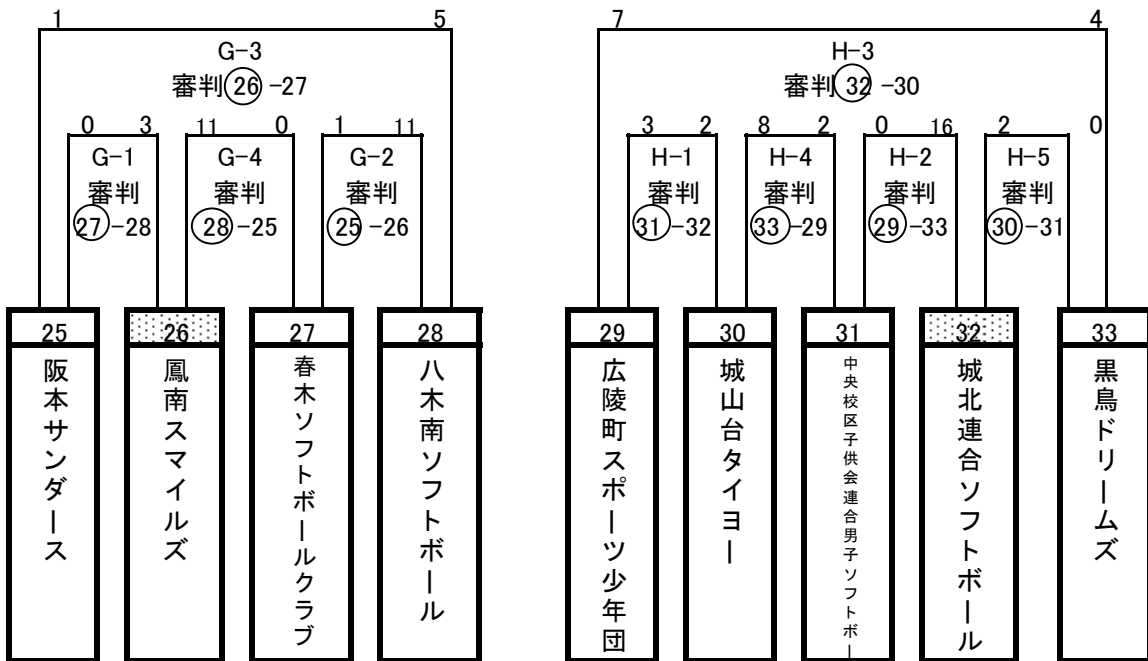 1 5 7 4
G-3 H-3
審判㉖-27 審判㉜-30
0 3 11 0 1 11 3 2 8 2 0 16 2 0
G-1 G-4 G-2 H-1 H-4 H-2 H-5
審判 審判 審判 審判 審判 審判 審判
㉗-28 ㉘-25 ㉕-26 ㉛-32 ㉝-29 ㉙-33 ㉚-31
25 26 27 28 29 30 31 32 33
阪本サンダース
鳳南スマイルズ
春木ソフトボールクラブ
八木南ソフトボール
広陵町スポーツ少年団
城山台タイヨー
中央校区子供会連合男子ソフトボー
城北連合ソフトボール
黒鳥ドリームズ